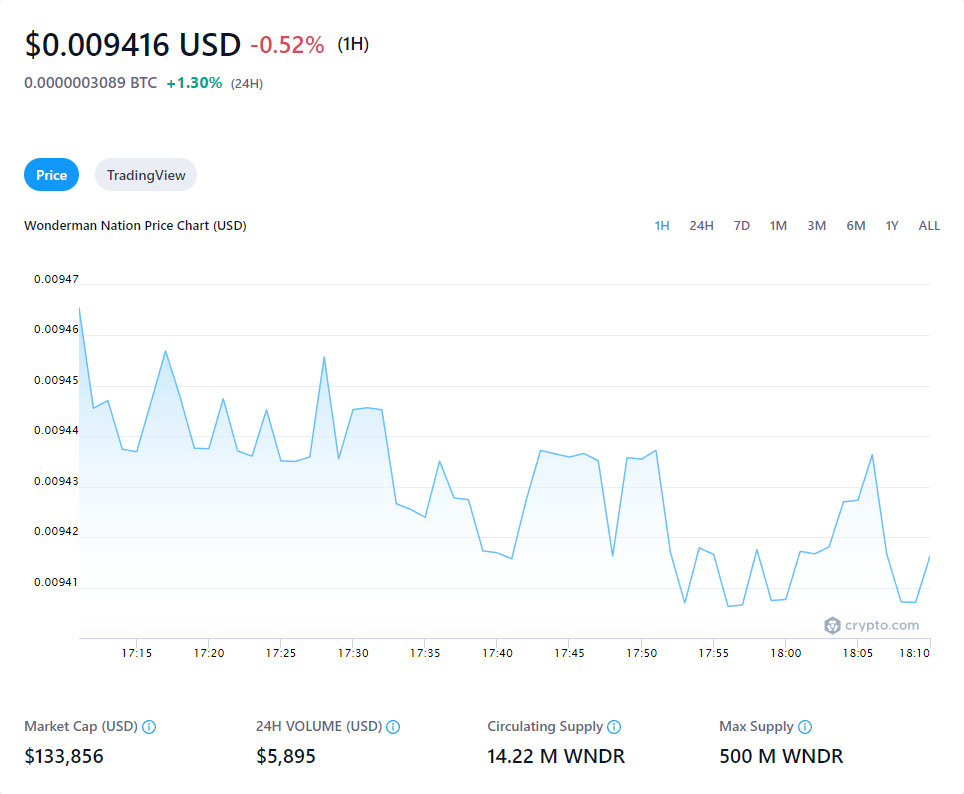 $0.009416 USD -0.52% (1H)
0.0000003089 BTC +1.30% (24H)
Price TradingView
Wonderman Nation Price Chart (USD) 1H 24H 7D 1M 3M 6M 1Y ALL
0.00947
0.00946
0.00945
0.00944
0.00943
0.00942
0.00941
crypto.com
17:15 17:20 17:25 17:30 17:35 17:40 17:45 17:50 17:55 18:00 18:05 18:10
Market Cap (USD) 24H VOLUME (USD) Circulating Supply Max Supply
$133,856 $5,895 14.22 M WNDR 500 M WNDR